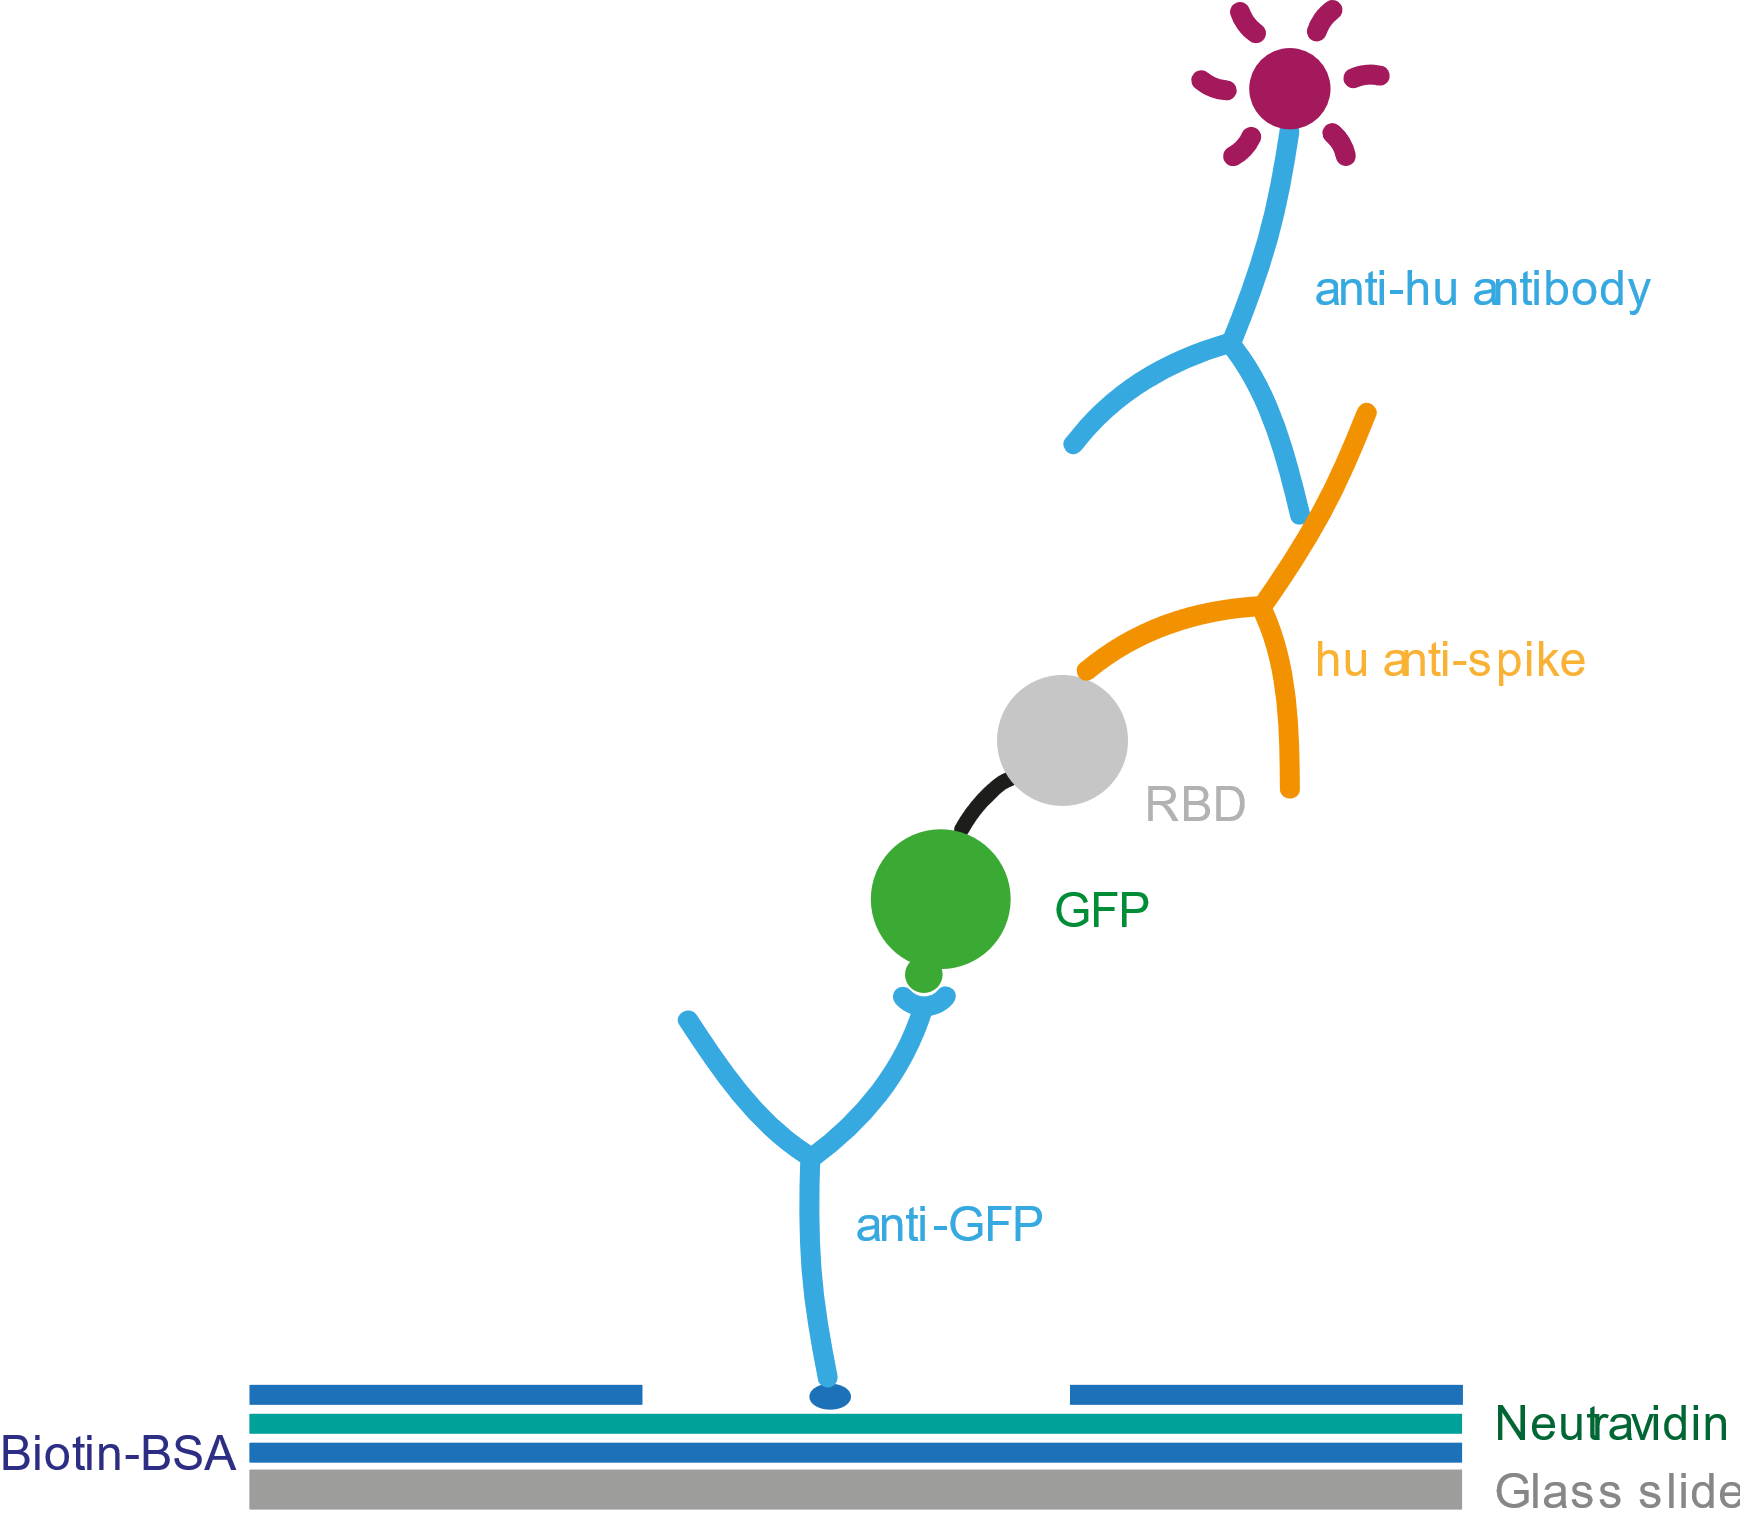 anti-hu antibody
hu anti-spike
RBD
GFP
anti-GFP
Neutravidin
Biotin-BSA
Glass slide